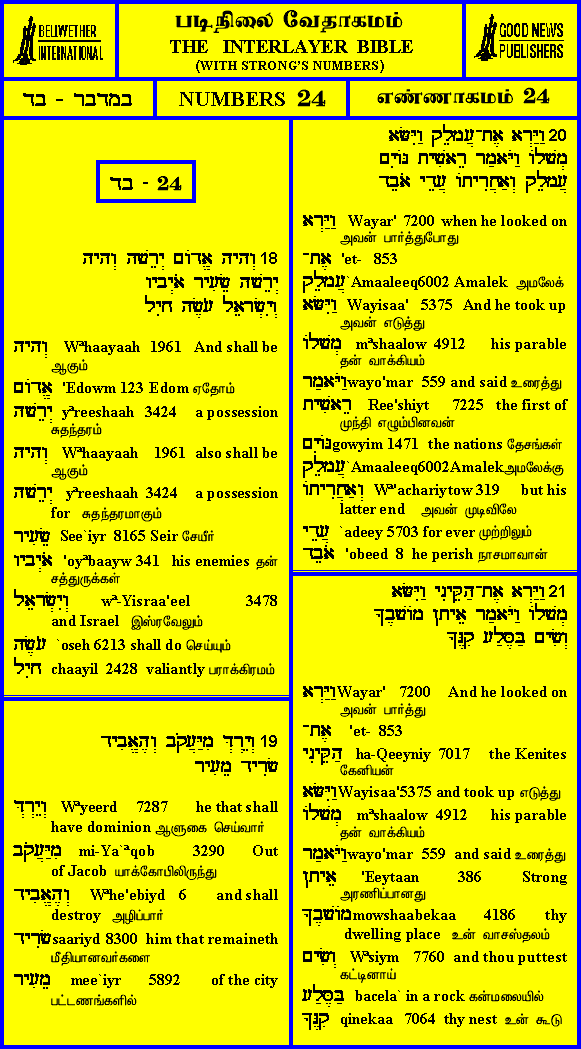 BELLWETHER
INTERNATIONAL
படிநிலை வேதாகமம்
THE INTERLAYER BIBLE
(WITH STRONG'S NUMBERS)
GOOD NEWS
PUBLISHERS
במדבר - בד
NUMBERS 24
எண்ணாகமம் 24
בד - 24
18 וְהָיָה אֱדֹום יְרֵשָׁה וְהָיָה
יְרֵשָׁה שֵׂעִיר אֹיְבָיו
וְיִשְׂרָאֵל עֹשֶׂה חָיִל
וְהָיָה Wªhaayaah 1961 And shall be
ஆகும்
אֱדֹום 'Edowm 123 Edom ஏதோம்
יְרֵשָׁה yªreeshaah 3424 a possession
சுதந்தரம்
וְהָיָה Wªhaayaah 1961 also shall be
ஆகும்
יְרֵשָׁה yªreeshaah 3424 a possession
for சுதந்தரமாகும்
שֵׂעִיר See`iyr 8165 Seir சேயீர்
אֹיְבָיו 'oyªbaayw 341 his enemies தன்
சத்துருக்கள்
וְיִשְׂרָאֵל wª-Yisraa'eel 3478
and Israel இஸ்ரவேலும்
עֹשֶׂה `oseh 6213 shall do செய்யும்
חָיִל chaayil 2428 valiantly பராக்கிரமம்
19 וְיֵרְדְּ מִיַּעֲקֹב וְהֶאֱבִיד
שָׂרִיד מֵעִיר
וְיֵרְדְּ Wªyeerd 7287 he that shall
have dominion ஆளுகை செய்வார்
מִיַּעֲקֹב mi-Ya`ªqob 3290 Out
of Jacob யாக்கோபிலிருந்து
וְהֶאֱבִיד Wªhe'ebiyd 6 and shall
destroy அழிப்பார்
שָׂרִיד saariyd 8300 him that remaineth
மீதியானவர்களை
מֵעִיר mee`iyr 5892 of the city
பட்டணங்களில்
20 וַיַּרְא אֶת־עֲמָלֵק וַיִּשָּׂא
מְשָׁלֹו וַיֹּאמַר רֵאשִׁית גֹּויִם
עֲמָלֵק וְאַחֲרִיתֹו עֲדֵי אֹבֵד
וַיַּרְא Wayar' 7200 when he looked on
அவன் பார்த்துபோது
אֶת־ 'et- 853
עֲמָלֵק `Amaaleeq6002 Amalek அமலேக்
וַיִּשָּׂא Wayisaa' 5375 And he took up
அவன் எடுத்து
מְשָׁלֹו mªshaalow 4912 his parable
தன் வாக்கியம்
וַיֹּאמַר wayo'mar 559 and said உரைத்து
רֵאשִׁית Ree'shiyt 7225 the first of
முந்தி எழும்பினவன்
גֹּויִם gowyim 1471 the nations தேசங்கள்
עֲמָלֵק `Amaaleeq6002 Amalek அமலேக்கு
וְאַחֲרִיתֹו Wª'achariytow 319 but his
latter end அவன் முடிவிலே
עֲדֵי `adeey 5703 for ever முற்றிலும்
אֹבֵד 'obeed 8 he perish நாசமாவான்
21 וַיַּרְא אֶת־הַקֵּינִי וַיִּשָּׂא
מְשָׁלֹו וַיֹּאמַר אֵיתָן מֹושָׁבֶךָ
וְשִׂים בַּסֶּלַע קִנֶּךָ
וַיַּרְא Wayar' 7200 And he looked on
அவன் பார்த்து
אֶת־ 'et- 853
הַקֵּינִי ha-Qeeyniy 7017 the Kenites
கேனியன்
וַיִּשָּׂא Wayisaa'5375 and took up எடுத்து
מְשָׁלֹו mªshaalow 4912 his parable
தன் வாக்கியம்
וַיֹּאמַר wayo'mar 559 and said உரைத்து
אֵיתָן 'Eeytaan 386 Strong
அரணிப்பானது
מֹושָׁבֶךָ mowshaabekaa 4186 thy
dwelling place உன் வாசஸ்தலம்
וְשִׂים Wªsiym 7760 and thou puttest
கட்டினாய்
בַּסֶּלַע bacela` in a rock கன்மலையில்
קִנֶּךָ qinekaa 7064 thy nest உன் கூடு